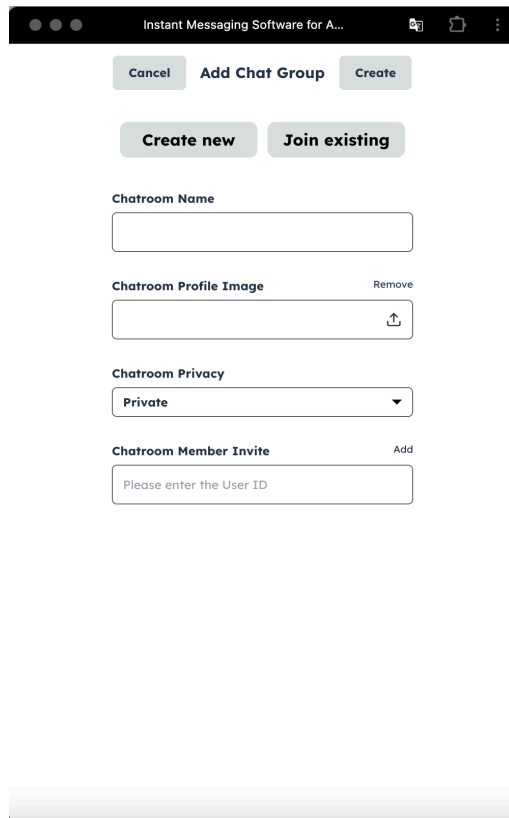 Instant Messaging Software for A...
Cancel Add Chat Group Create
Create new Join existing
Chatroom Name
Chatroom Profile Image Remove
Chatroom Privacy
Private
Chatroom Member Invite Add
Please enter the User ID